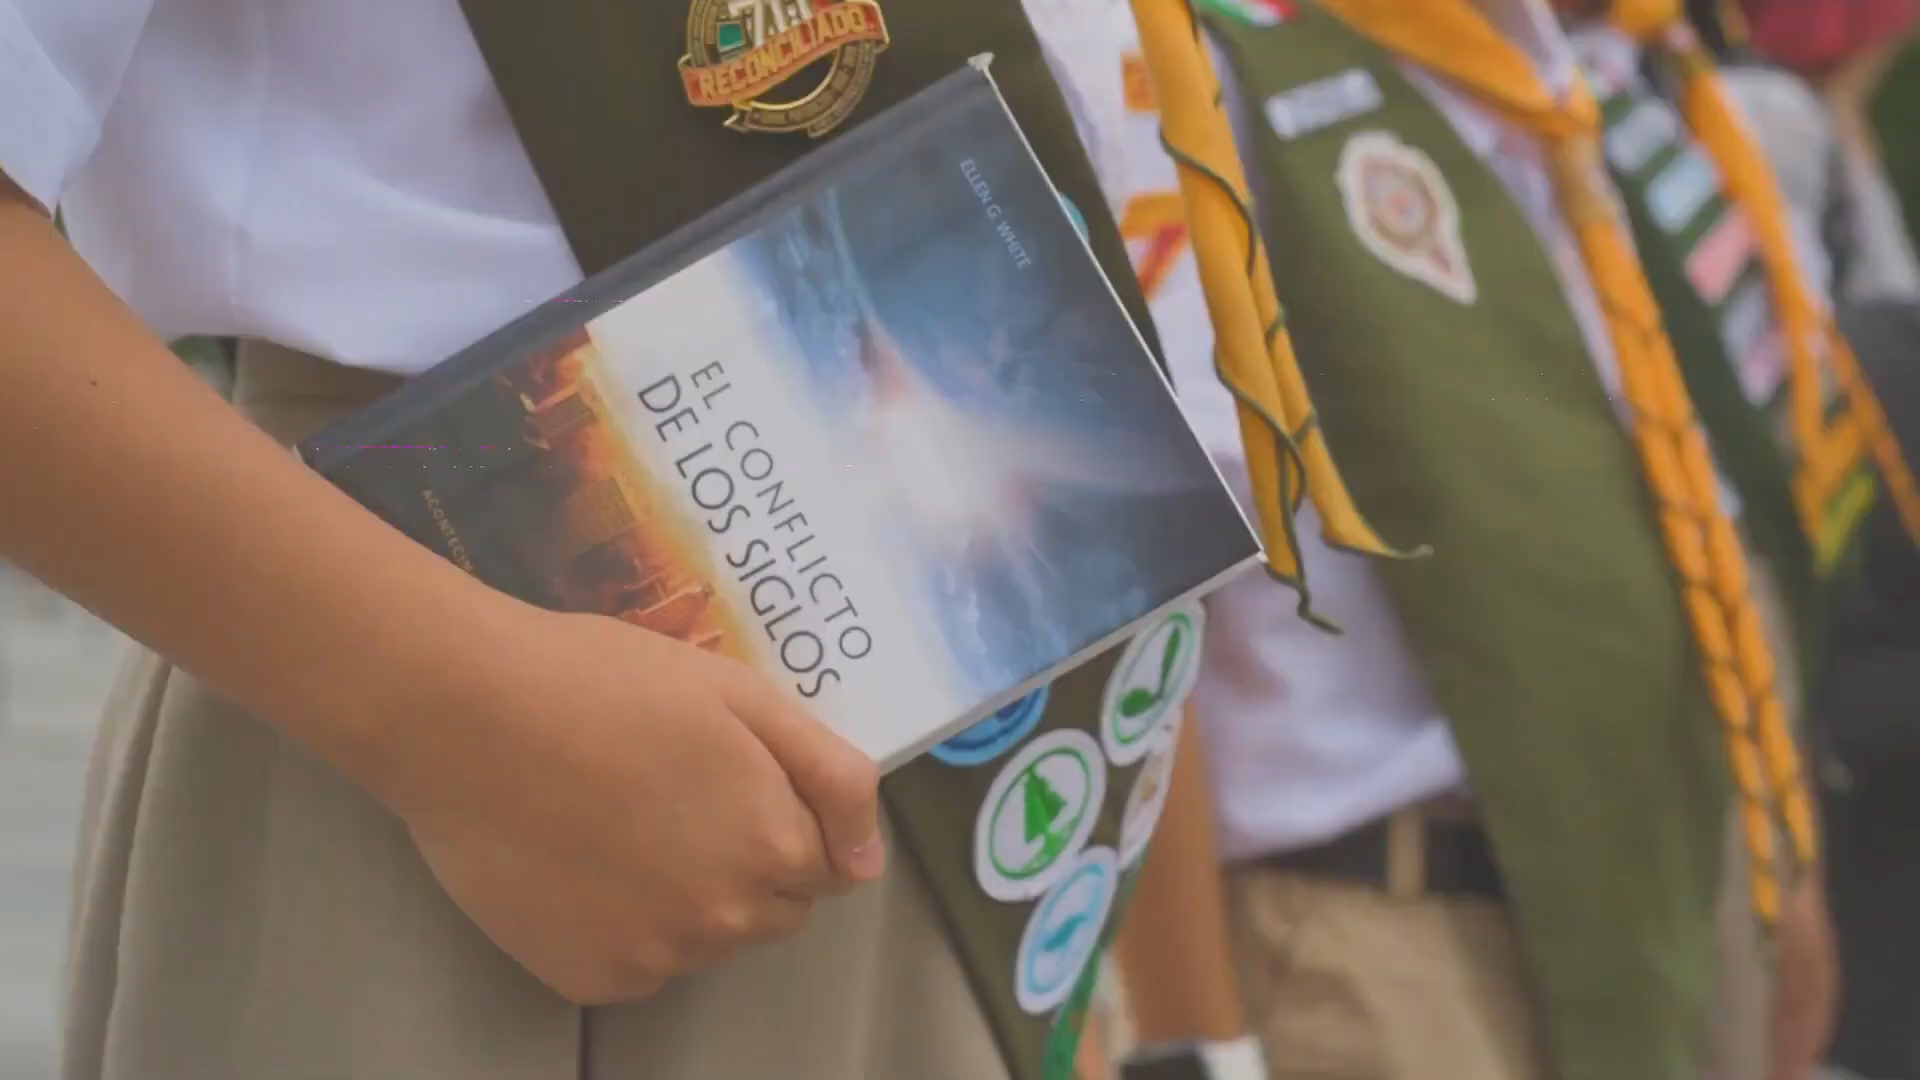 RECONCILIADO
ELLEN G. WHITE
EL CONFLICTO
DE LOS SIGLOS